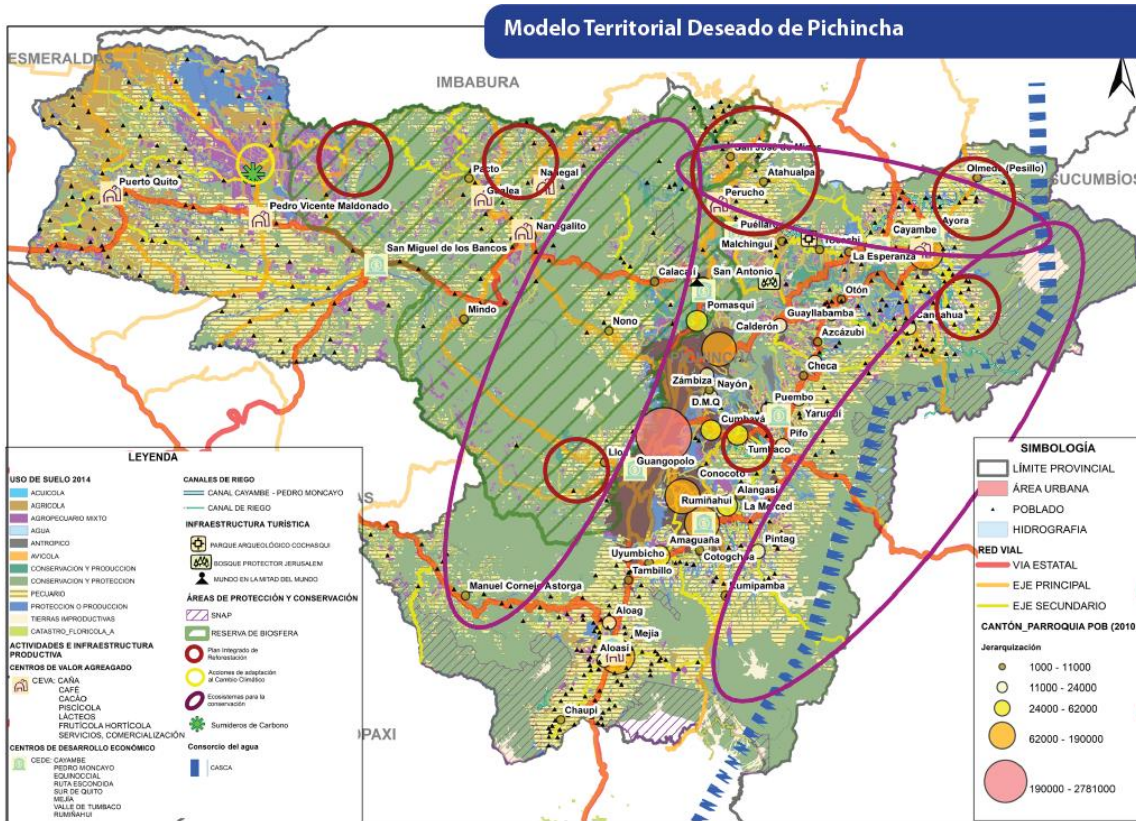 Modelo Territorial Deseado de Pichincha
ESMERALDAS
IMBABURA
SUCUMBÍOS
San José de Minas
Atahualpa
Olmedo (Pesillo)
Pacto
Nanegal
Gualea
Perucho
Ayora
Puerto Quito
Cayambe
Puéllaro
Pedro Vicente Maldonado
Nanegalito
Malchingui
La Esperanza
San Miguel de los Bancos
Calacalí
San Antonio
Otón
Pomasqui
Guayllabamba
Cangahua
Mindo
Nono
Calderón
Azcázubi
PICHINCHA
Checa
Zámbiza
Nayón
D.M.Q
Puembo
Cumbayá
Yaruquí
Pifo
Tumbaco
Lloa
Guangopolo
Conocoto
Rumiñahui
Alangasi
La Merced
Amaguaña
Pintag
Uyumbicho
Cotogchoa
Tambillo
Manuel Cornejo Astorga
Rumipamba
Aloag
Mejía
Aloasí
Chaupi
OPAXI
LEYENDA
USO DE SUELO 2014
ACUICOLA
AGRICOLA
AGROPECUARIO MIXTO
AGUA
ANTROPICO
AVICOLA
CONSERVACION Y PRODUCCION
CONSERVACION Y PROTECCION
PECUARIO
PROTECCION O PRODUCCION
TIERRAS IMPRODUCTIVAS
CATASTRO_FLORICOLA_A
ACTIVIDADES E INFRAESTRUCTURA
PRODUCTIVA
CENTROS DE VALOR AGREGADO
CEVA: CAÑA
CAFÉ
CACAO
PISCÍCOLA
LÁCTEOS
FRUTÍCOLA HORTÍCOLA
SERVICIOS, COMERCIALIZACIÓN
CENTROS DE DESARROLLO ECONÓMICO
CEDE: CAYAMBE
PEDRO MONCAYO
EQUINOCCIAL
RUTA ESCONDIDA
SUR DE QUITO
MEJÍA
VALLE DE TUMBACO
RUMIÑAHUI
CANALES DE RIEGO
CANAL CAYAMBE - PEDRO MONCAYO
CANAL DE RIEGO
INFRAESTRUCTURA TURÍSTICA
PARQUE ARQUEOLÓGICO COCHASQUI
BOSQUE PROTECTOR JERUSALEM
MUNDO EN LA MITAD DEL MUNDO
ÁREAS DE PROTECCIÓN Y CONSERVACIÓN
SNAP
RESERVA DE BIOSFERA
Plan Integrado de
Reforestación
Acciones de adaptación
al Cambio Climático
Ecosistemas para la
conservación
Sumideros de Carbono
Consorcio del agua
CASCA
SIMBOLOGÍA
LÍMITE PROVINCIAL
ÁREA URBANA
POBLADO
HIDROGRAFIA
RED VIAL
VIA ESTATAL
EJE PRINCIPAL
EJE SECUNDARIO
CANTÓN_PARROQUIA POB (2010
Jerarquización
1000 - 11000
11000 - 24000
24000 - 62000
62000 - 190000
190000 - 2781000